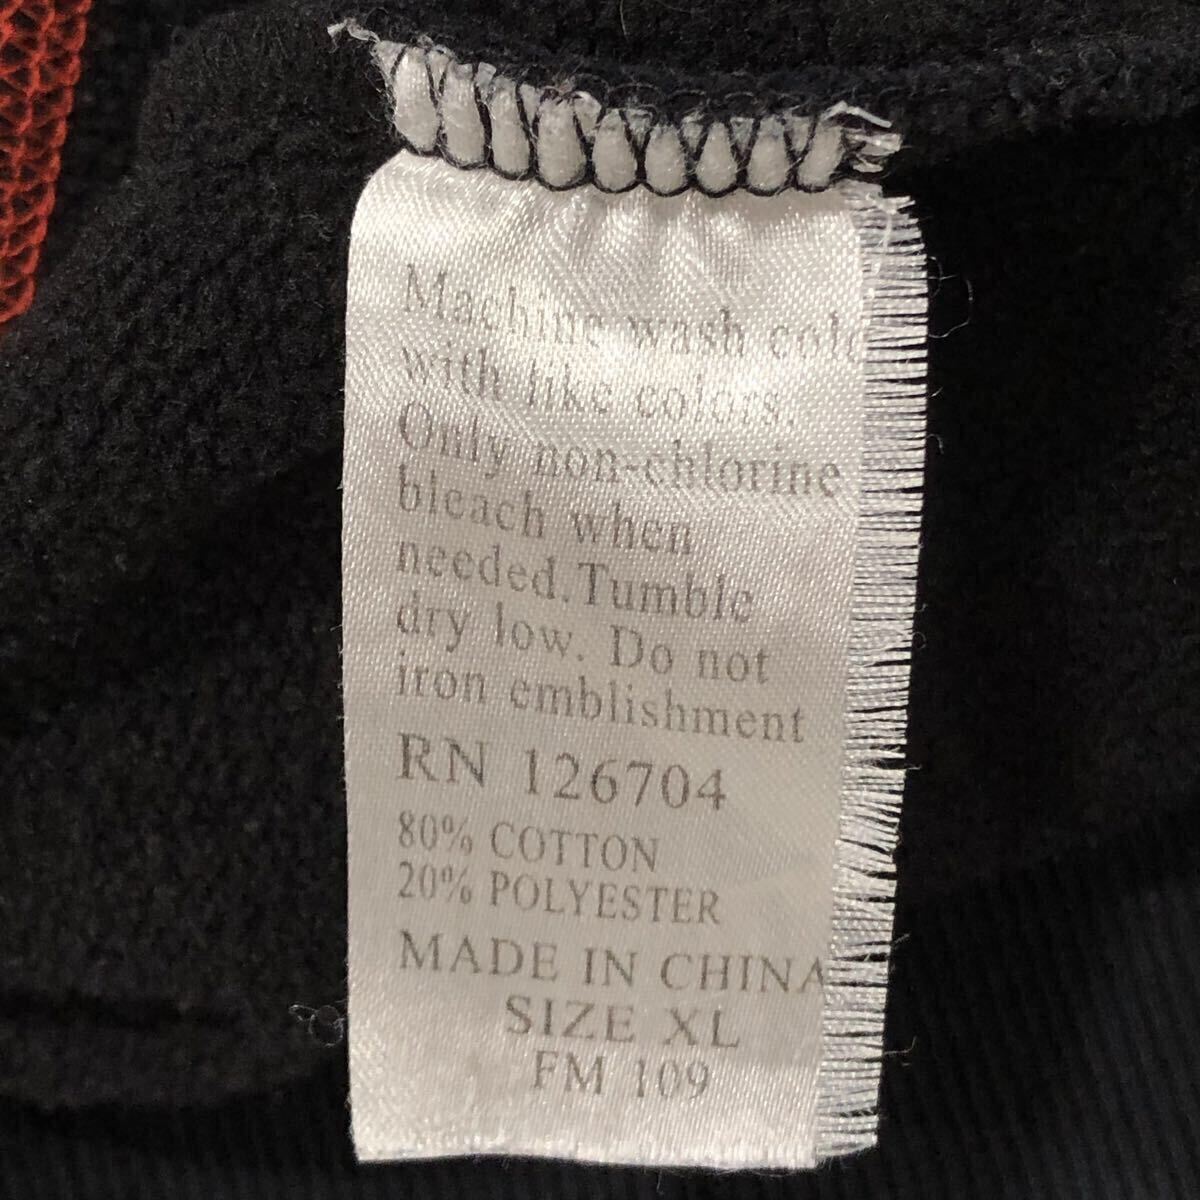 Machine wash cold
with like colors.
Only non-chlorine
bleach when
needed.Tumble
dry low. Do not
iron emblishment
RN 126704
80% COTTON
20% POLYESTER
MADE IN CHINA
SIZE XL
FM 109